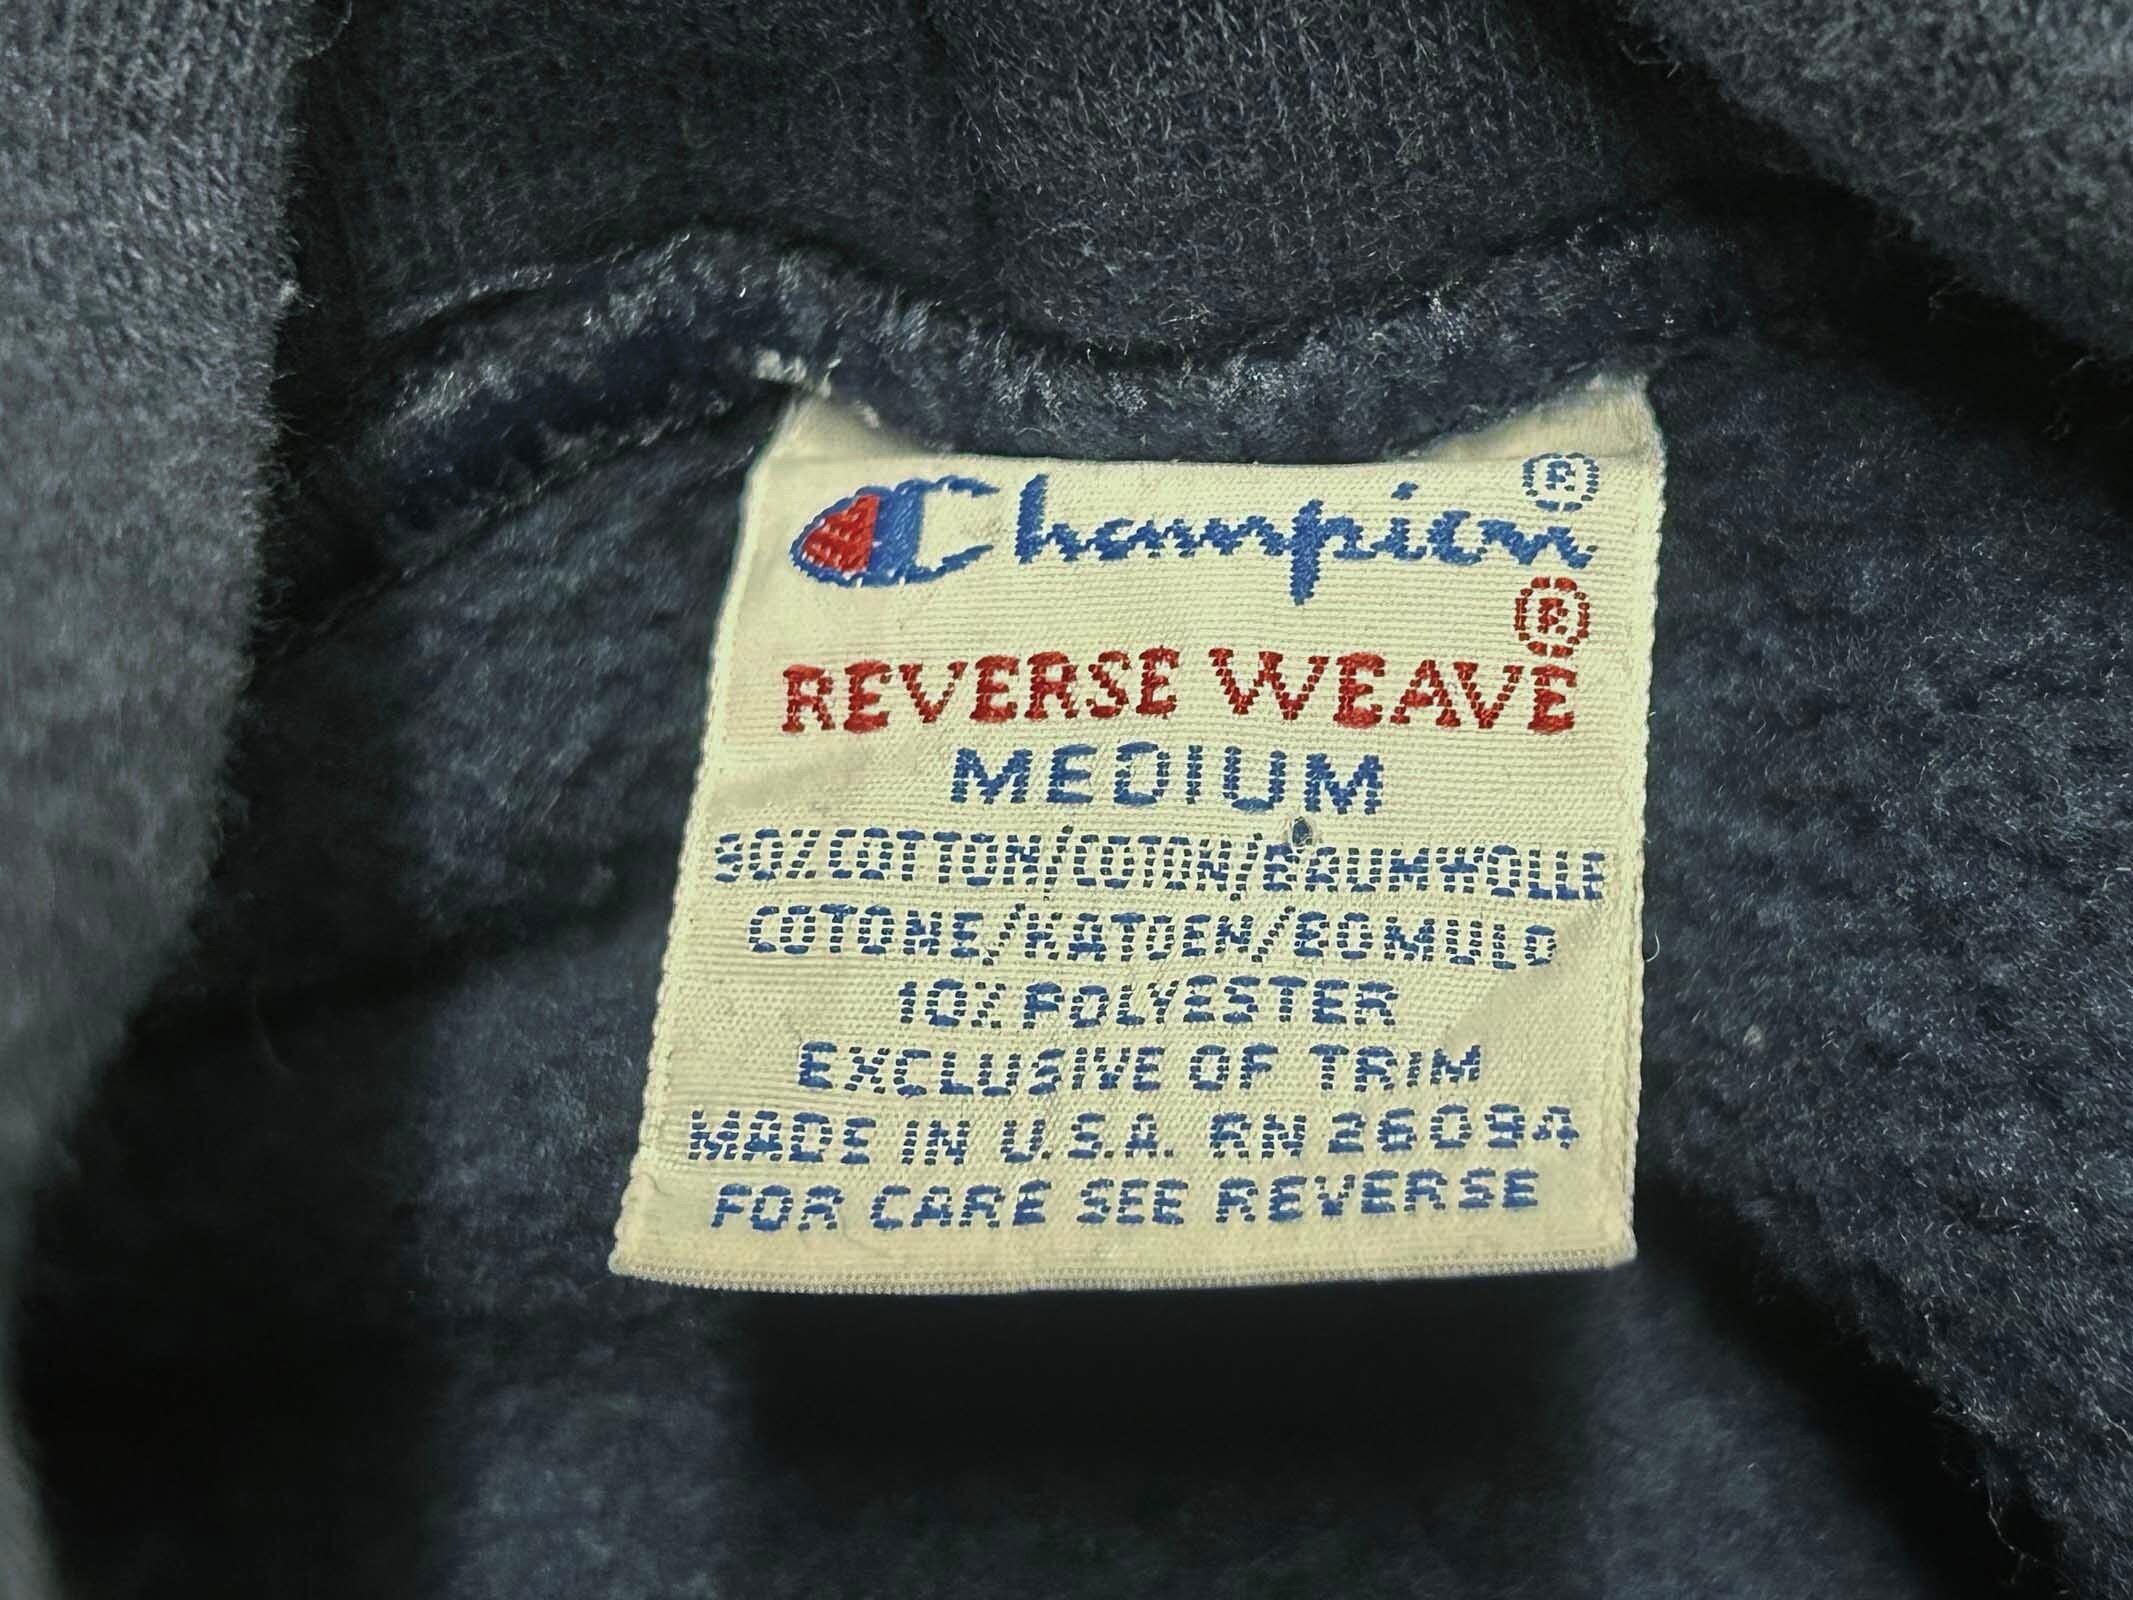 Champion®
REVERSE WEAVE®
MEDIUM
90% COTTON/COTON/BAUMWOLLE
COTONE/KATOEN/BOMULLD
10% POLYESTER
EXCLUSIVE OF TRIM
MADE IN U.S.A. RN 26094
FOR CARE SEE REVERSE